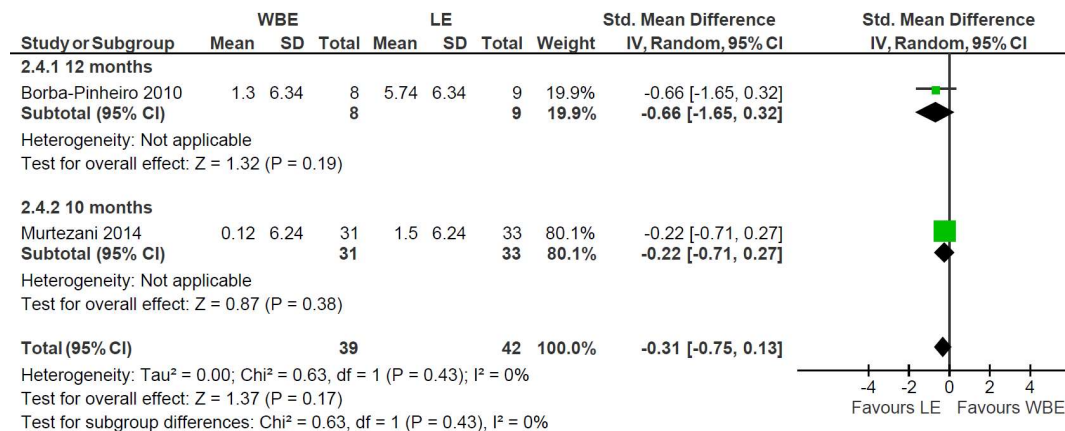 WBE LE Std. Mean Difference Std. Mean Difference
Study or Subgroup Mean SD Total Mean SD Total Weight IV, Random, 95% CI IV, Random, 95% CI
2.4.1 12 months
Borba-Pinheiro 2010 1.3 6.34 8 5.74 6.34 9 19.9% -0.66 [-1.65, 0.32]
Subtotal (95% CI) 8 9 19.9% -0.66 [-1.65, 0.32]
Heterogeneity: Not applicable
Test for overall effect: Z = 1.32 (P = 0.19)
2.4.2 10 months
Murtezani 2014 0.12 6.24 31 1.5 6.24 33 80.1% -0.22 [-0.71, 0.27]
Subtotal (95% CI) 31 33 80.1% -0.22 [-0.71, 0.27]
Heterogeneity: Not applicable
Test for overall effect: Z = 0.87 (P = 0.38)
Total (95% CI) 39 42 100.0% -0.31 [-0.75, 0.13]
Heterogeneity: Tau² = 0.00; Chi² = 0.63, df = 1 (P = 0.43); I² = 0%
Test for overall effect: Z = 1.37 (P = 0.17)
Test for subgroup differences: Chi² = 0.63, df = 1 (P = 0.43), I² = 0%
-4 -2 0 2 4
Favours LE Favours WBE